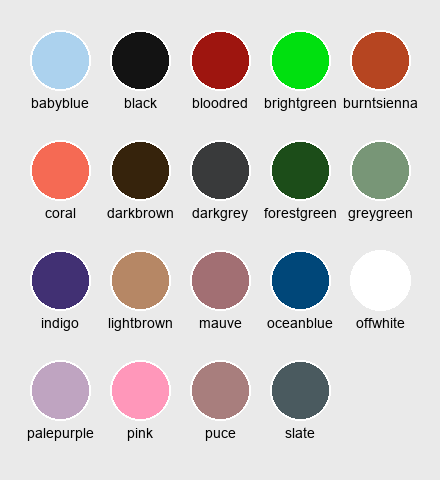 babyblue black bloodred brightgreen burntsienna
coral darkbrown darkgrey forestgreen greygreen
indigo lightbrown mauve oceanblue offwhite
palepurple pink puce slate